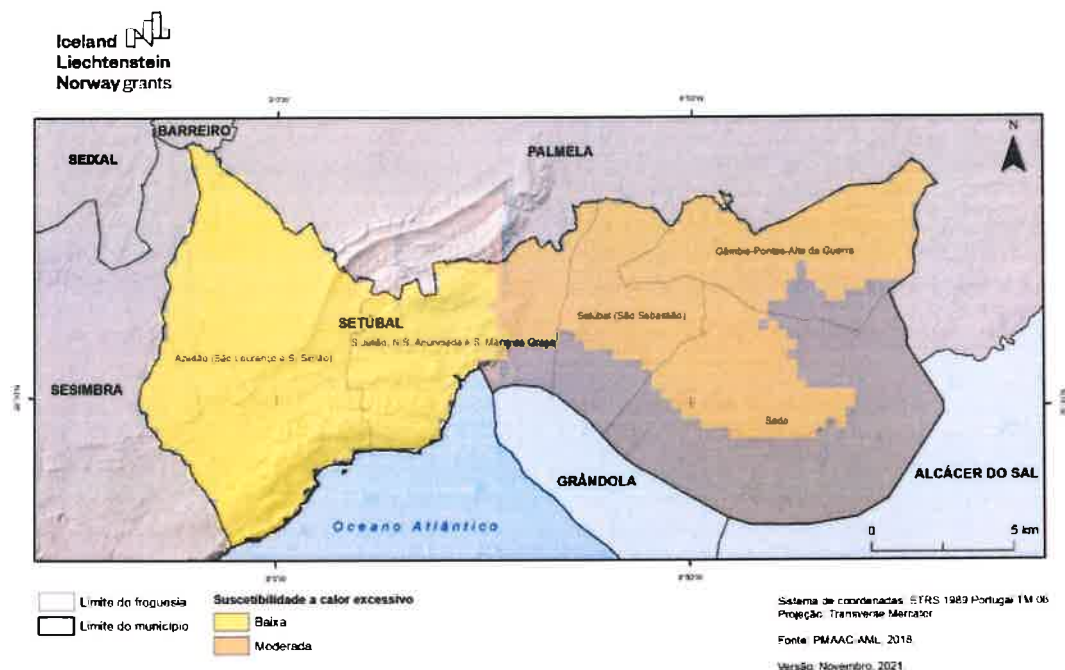 Iceland
Liechtenstein
Norway grants
BARREIRO
SEIXAL
PALMELA
N
Gâmbia-Pontes-Alto da Guerra
SETÚBAL
Setúbal (São Sebastião)
S. Julião, N.S. Anunciada e S. Maria da Graça
Azeitão (São Lourenço e S. Simão)
SESIMBRA
Sado
GRÂNDOLA
ALCÁCER DO SAL
Oceano Atlântico
0 5 km
Limite da freguesia
Limite do município
Suscetibilidade a calor excessivo
Baixa
Moderada
Sistema de coordenadas: ETRS 1989 Portugal TM 06
Projeção: Transverse Mercator
Fonte: PMAAC-AML, 2018
Versão: Novembro, 2021